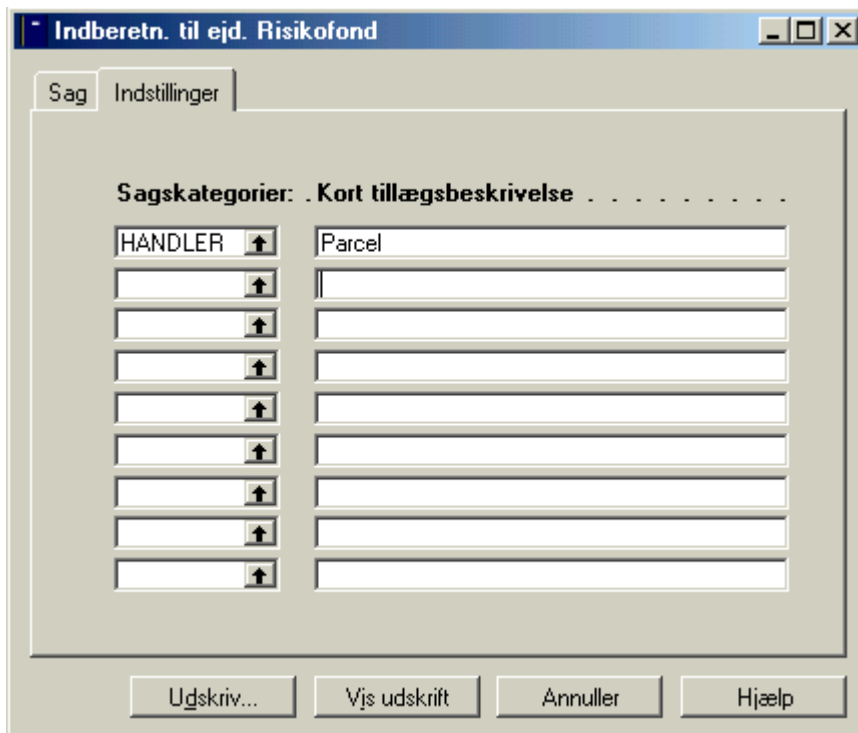 Indberetn. til ejd. Risikofond
Sag Indstillinger
Sagskategorier: . Kort tillægsbeskrivelse . . . . . . . . .
HANDLER Parcel
Udskriv... Vis udskrift Annuller Hjælp